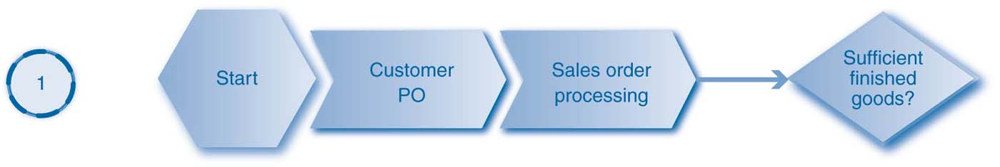 1
Start
Customer
PO
Sales order
processing
Sufficient
finished
goods?